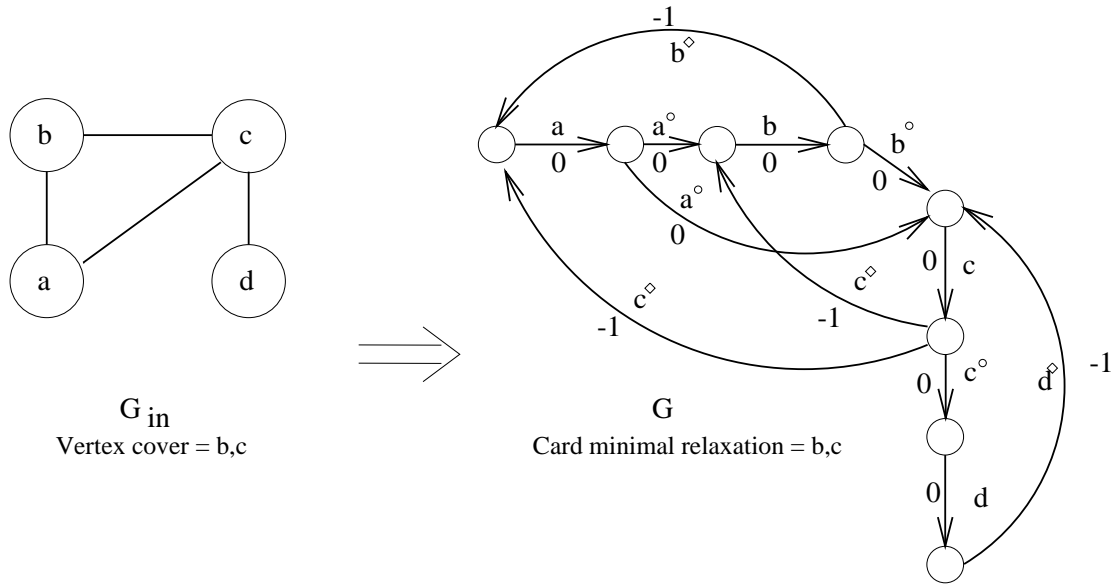 b
c
a
d
G in
Vertex cover = b,c
-1
b◇
a
0
a○
0
b
0
b○
0
a○
0
0
c
c◇
-1
c◇
-1
0
c○
d◇
-1
0
d
G
Card minimal relaxation = b,c